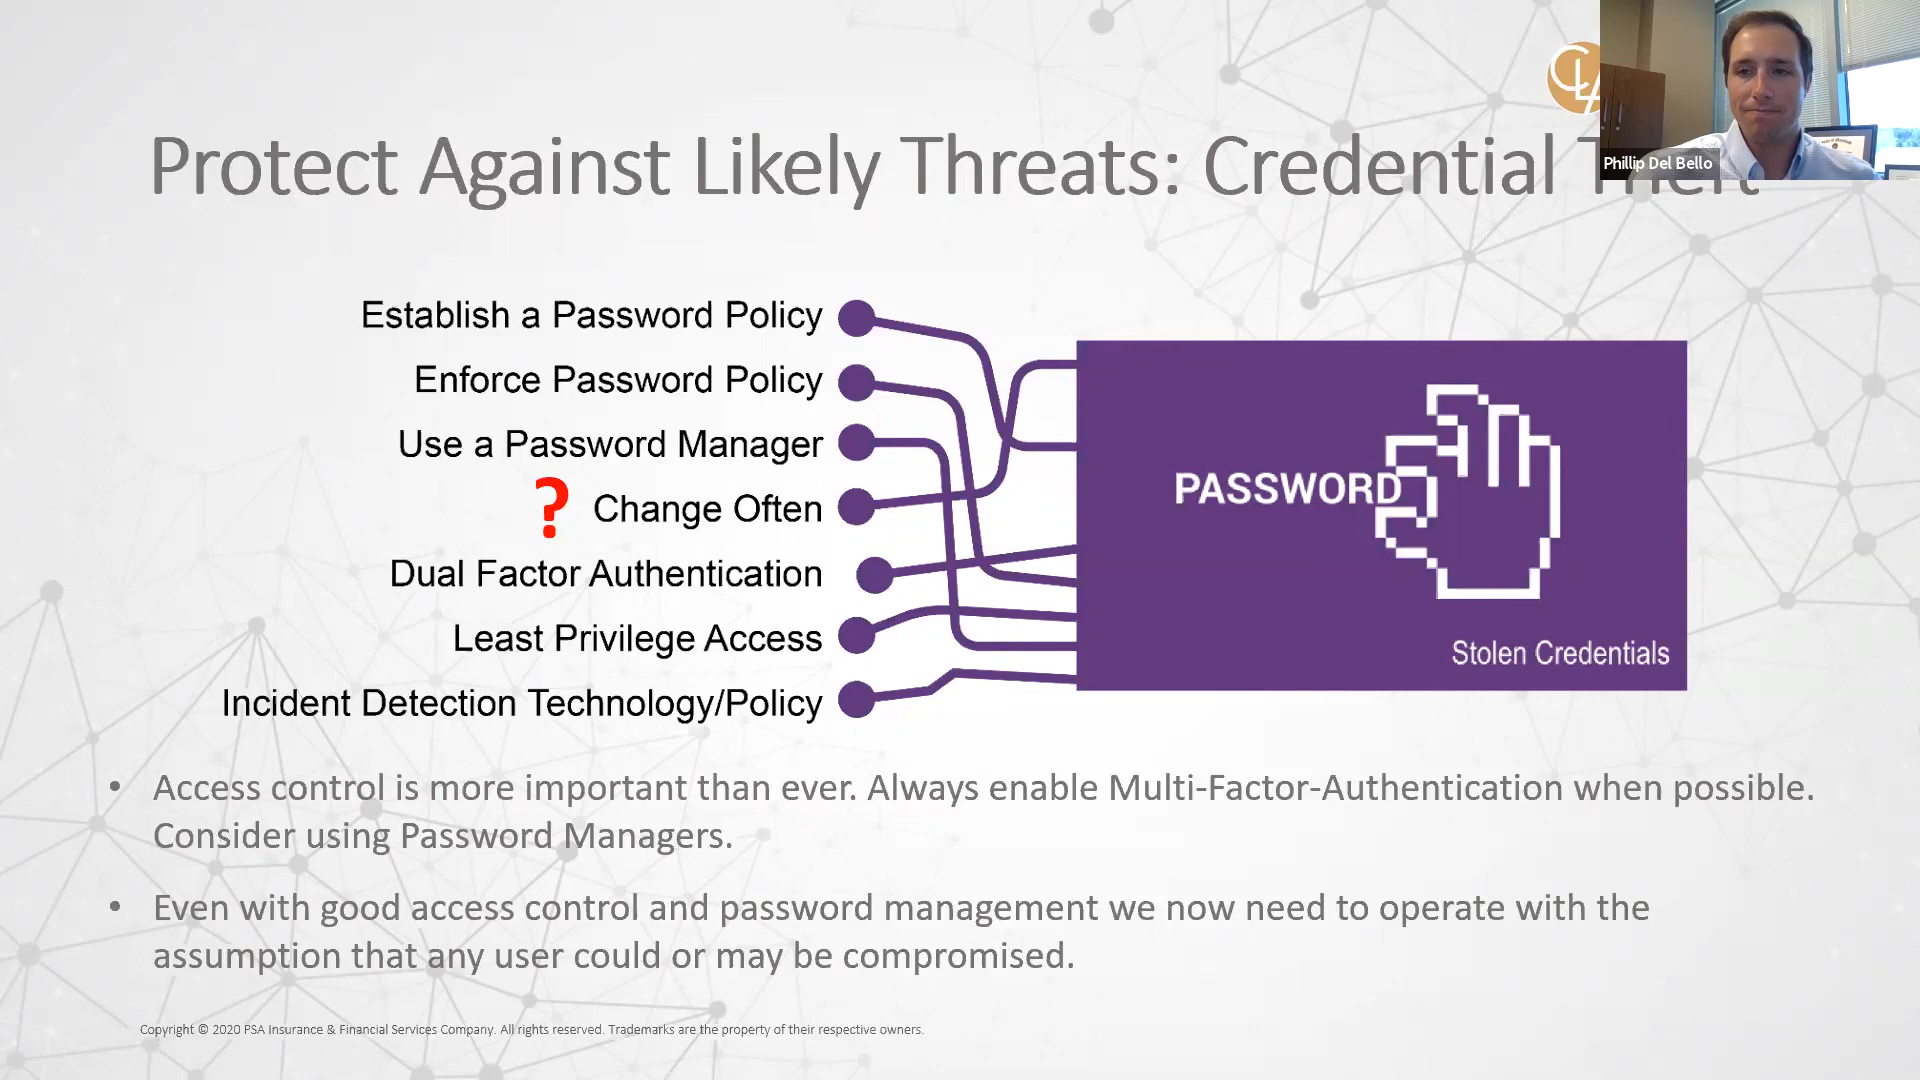 CLA
Phillip Del Bello
Protect Against Likely Threats: Credential Theft
Establish a Password Policy
Enforce Password Policy
Use a Password Manager
? Change Often
Dual Factor Authentication
Least Privilege Access
Incident Detection Technology/Policy
PASSWORD
Stolen Credentials
• Access control is more important than ever. Always enable Multi-Factor-Authentication when possible.
Consider using Password Managers.
• Even with good access control and password management we now need to operate with the
assumption that any user could or may be compromised.
Copyright © 2020 PSA Insurance & Financial Services Company. All rights reserved. Trademarks are the property of their respective owners.